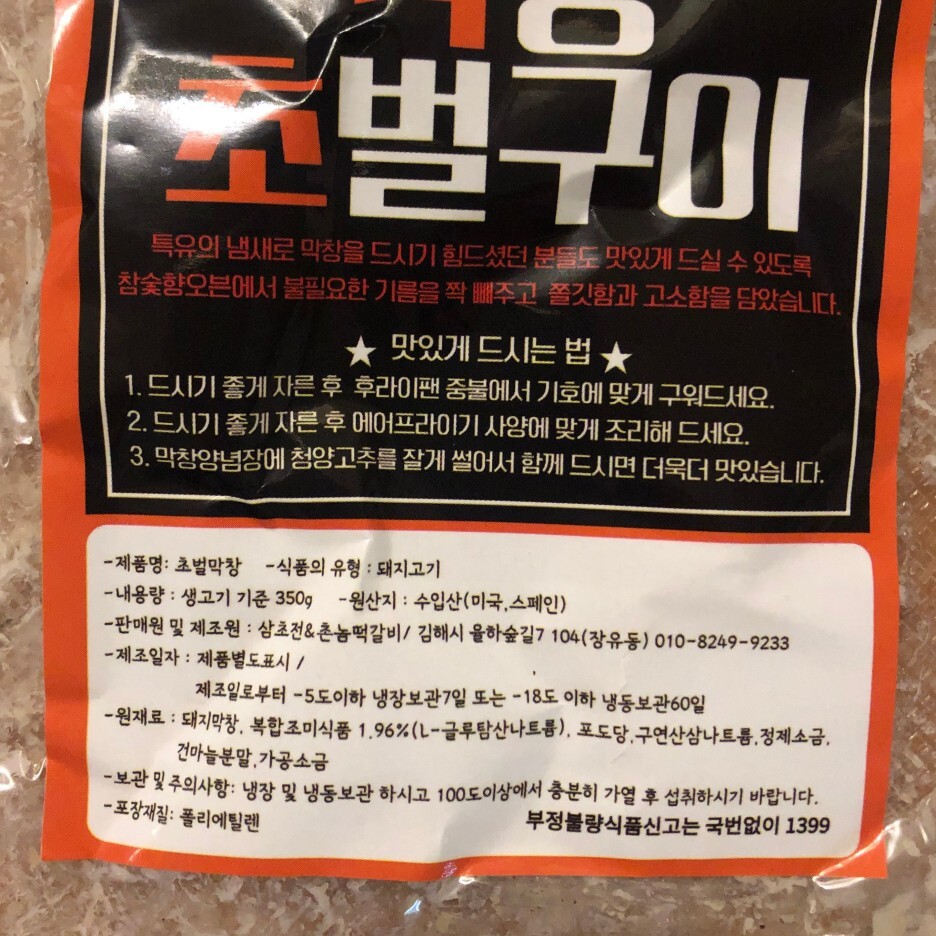 초벌구이
특유의 냄새로 막창을 드시기 힘드셨던 분들도 맛있게 드실 수 있도록
참숯향오븐에서 불필요한 기름을 쫙 빼주고 쫄깃함과 고소함을 담았습니다.
★ 맛있게 드시는 법 ★
1. 드시기 좋게 자른 후 후라이팬 중불에서 기호에 맞게 구워드세요.
2. 드시기 좋게 자른 후 에어프라이기 사양에 맞게 조리해 드세요.
3. 막창양념장에 청양고추를 잘게 썰어서 함께 드시면 더욱더 맛있습니다.
-제품명: 초벌막창 -식품의 유형 : 돼지고기
-내용량 : 생고기 기준 350g -원산지 : 수입산(미국,스페인)
-판매원 및 제조원 : 삼초전&촌놈떡갈비/ 김해시 율하숲길7 104(장유동) 010-8249-9233
-제조일자 : 제품별도표시 /
제조일로부터 -5도이하 냉장보관7일 또는 -18도 이하 냉동보관60일
-원재료 : 돼지막창, 복합조미식품 1.96%(L-글루탐산나트륨), 포도당,구연산삼나트륨,정제소금,
건마늘분말,가공소금
-보관 및 주의사항: 냉장 및 냉동보관 하시고 100도이상에서 충분히 가열 후 섭취하시기 바랍니다.
-포장재질: 폴리에틸렌 부정불량식품신고는 국번없이 1399